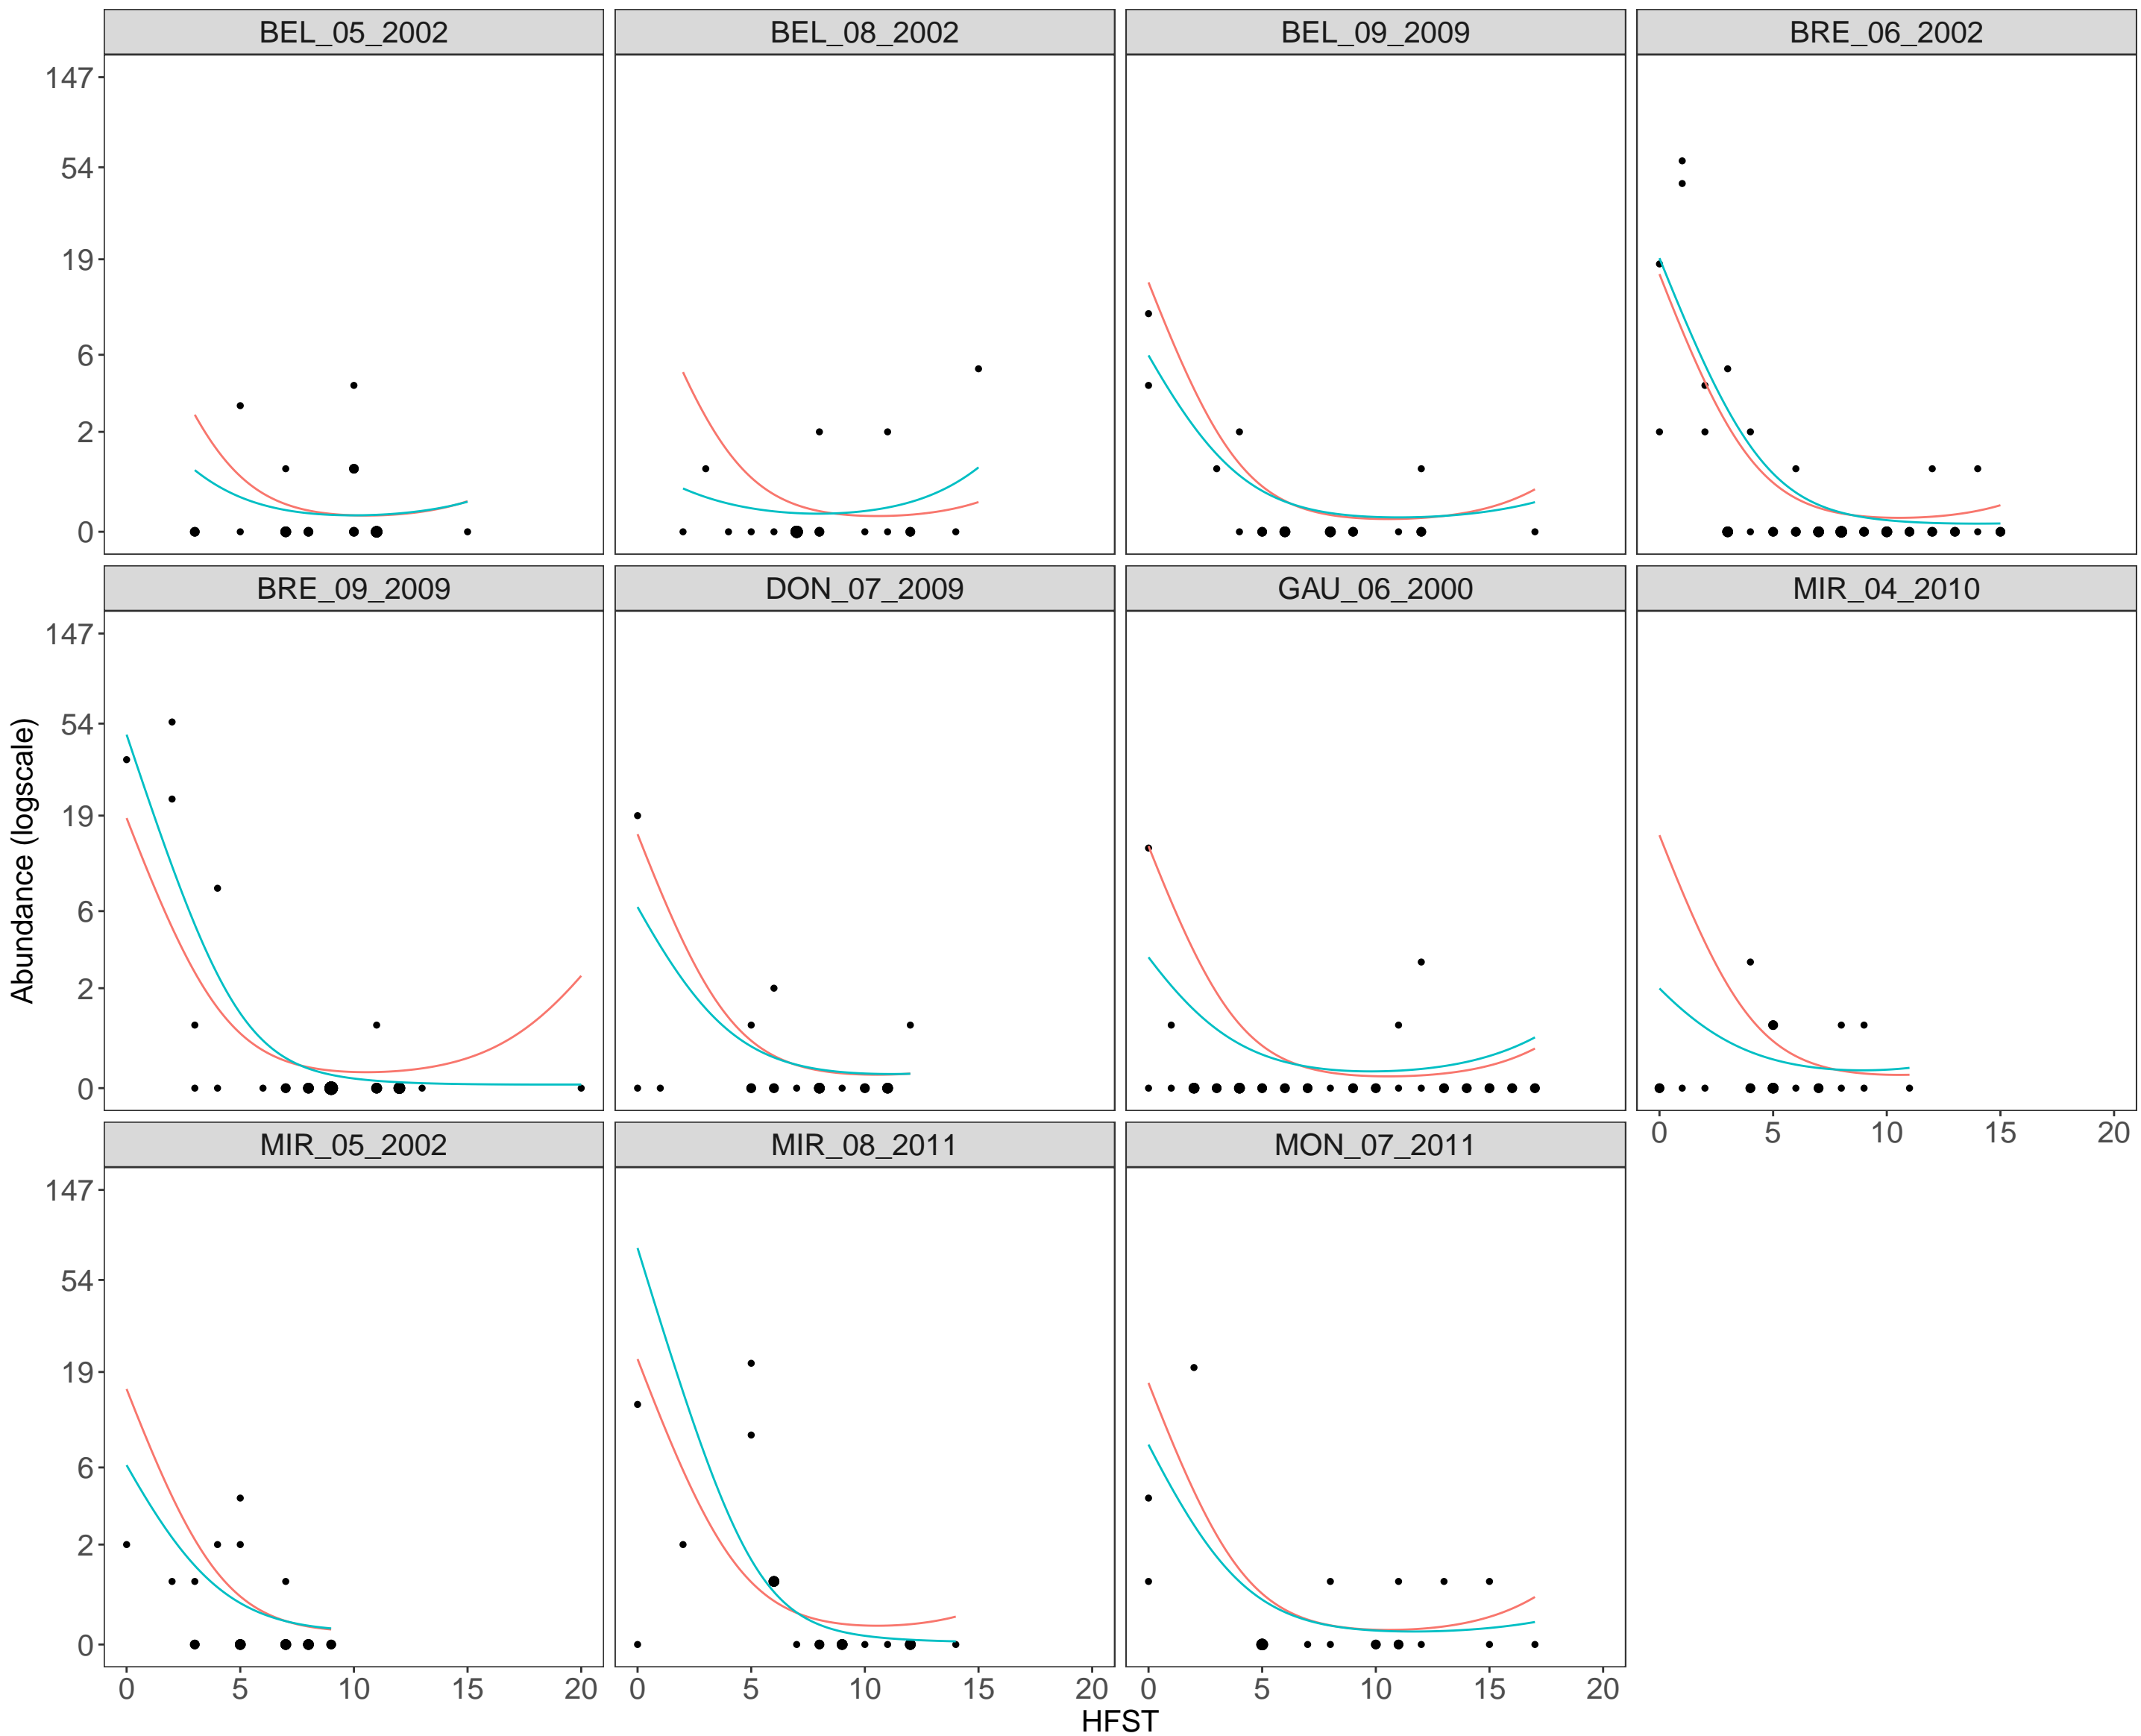 BEL_05_2002 BEL_08_2002 BEL_09_2009 BRE_06_2002
147
54
19
6
2
0
BRE_09_2009 DON_07_2009 GAU_06_2000 MIR_04_2010
147
54
19
6
2
0
0 5 10 15 20
MIR_05_2002 MIR_08_2011 MON_07_2011
147
54
19
6
2
0
0 5 10 15 20 0 5 10 15 20 0 5 10 15 20
HFST
Abundance (logscale)